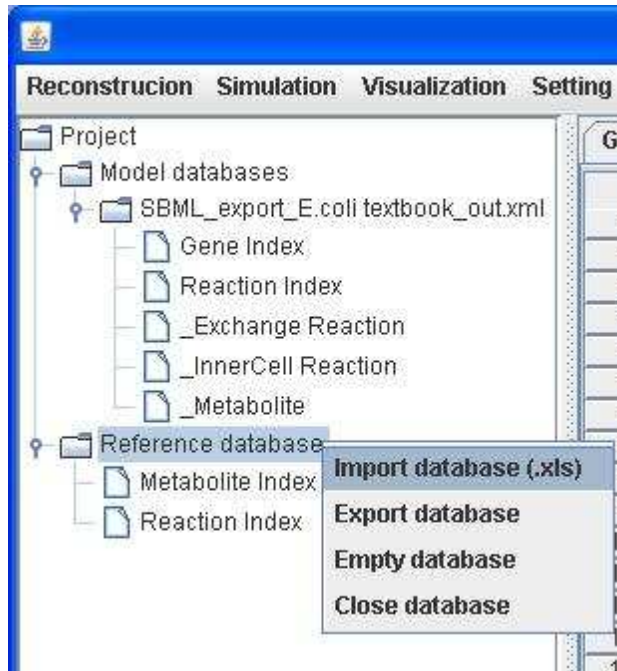 Reconstrucion Simulation Visualization Setting
Project
G
Model databases
SBML_export_E.coli textbook_out.xml
Gene Index
Reaction Index
_Exchange Reaction
_InnerCell Reaction
_Metabolite
Reference database
Import database (.xls)
Metabolite Index
Export database
Reaction Index
Empty database
Close database
1